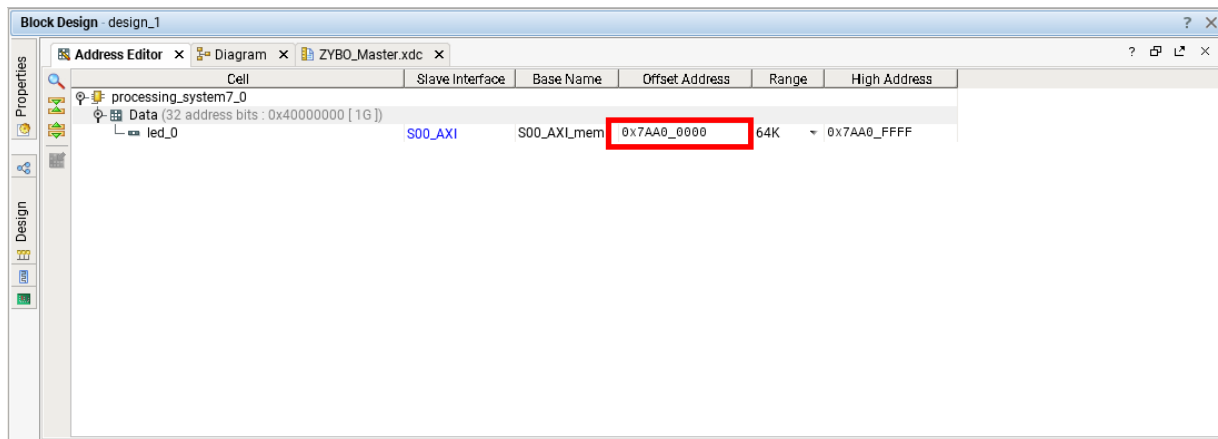 Block Design - design_1 ? ×
Address Editor × Diagram × ZYBO_Master.xdc × ? ×
Properties
Design
Cell Slave Interface Base Name Offset Address Range High Address
processing_system7_0
Data (32 address bits : 0x40000000 [ 1G ])
led_0 S00_AXI S00_AXI_mem 0x7AA0_0000 64K 0x7AA0_FFFF